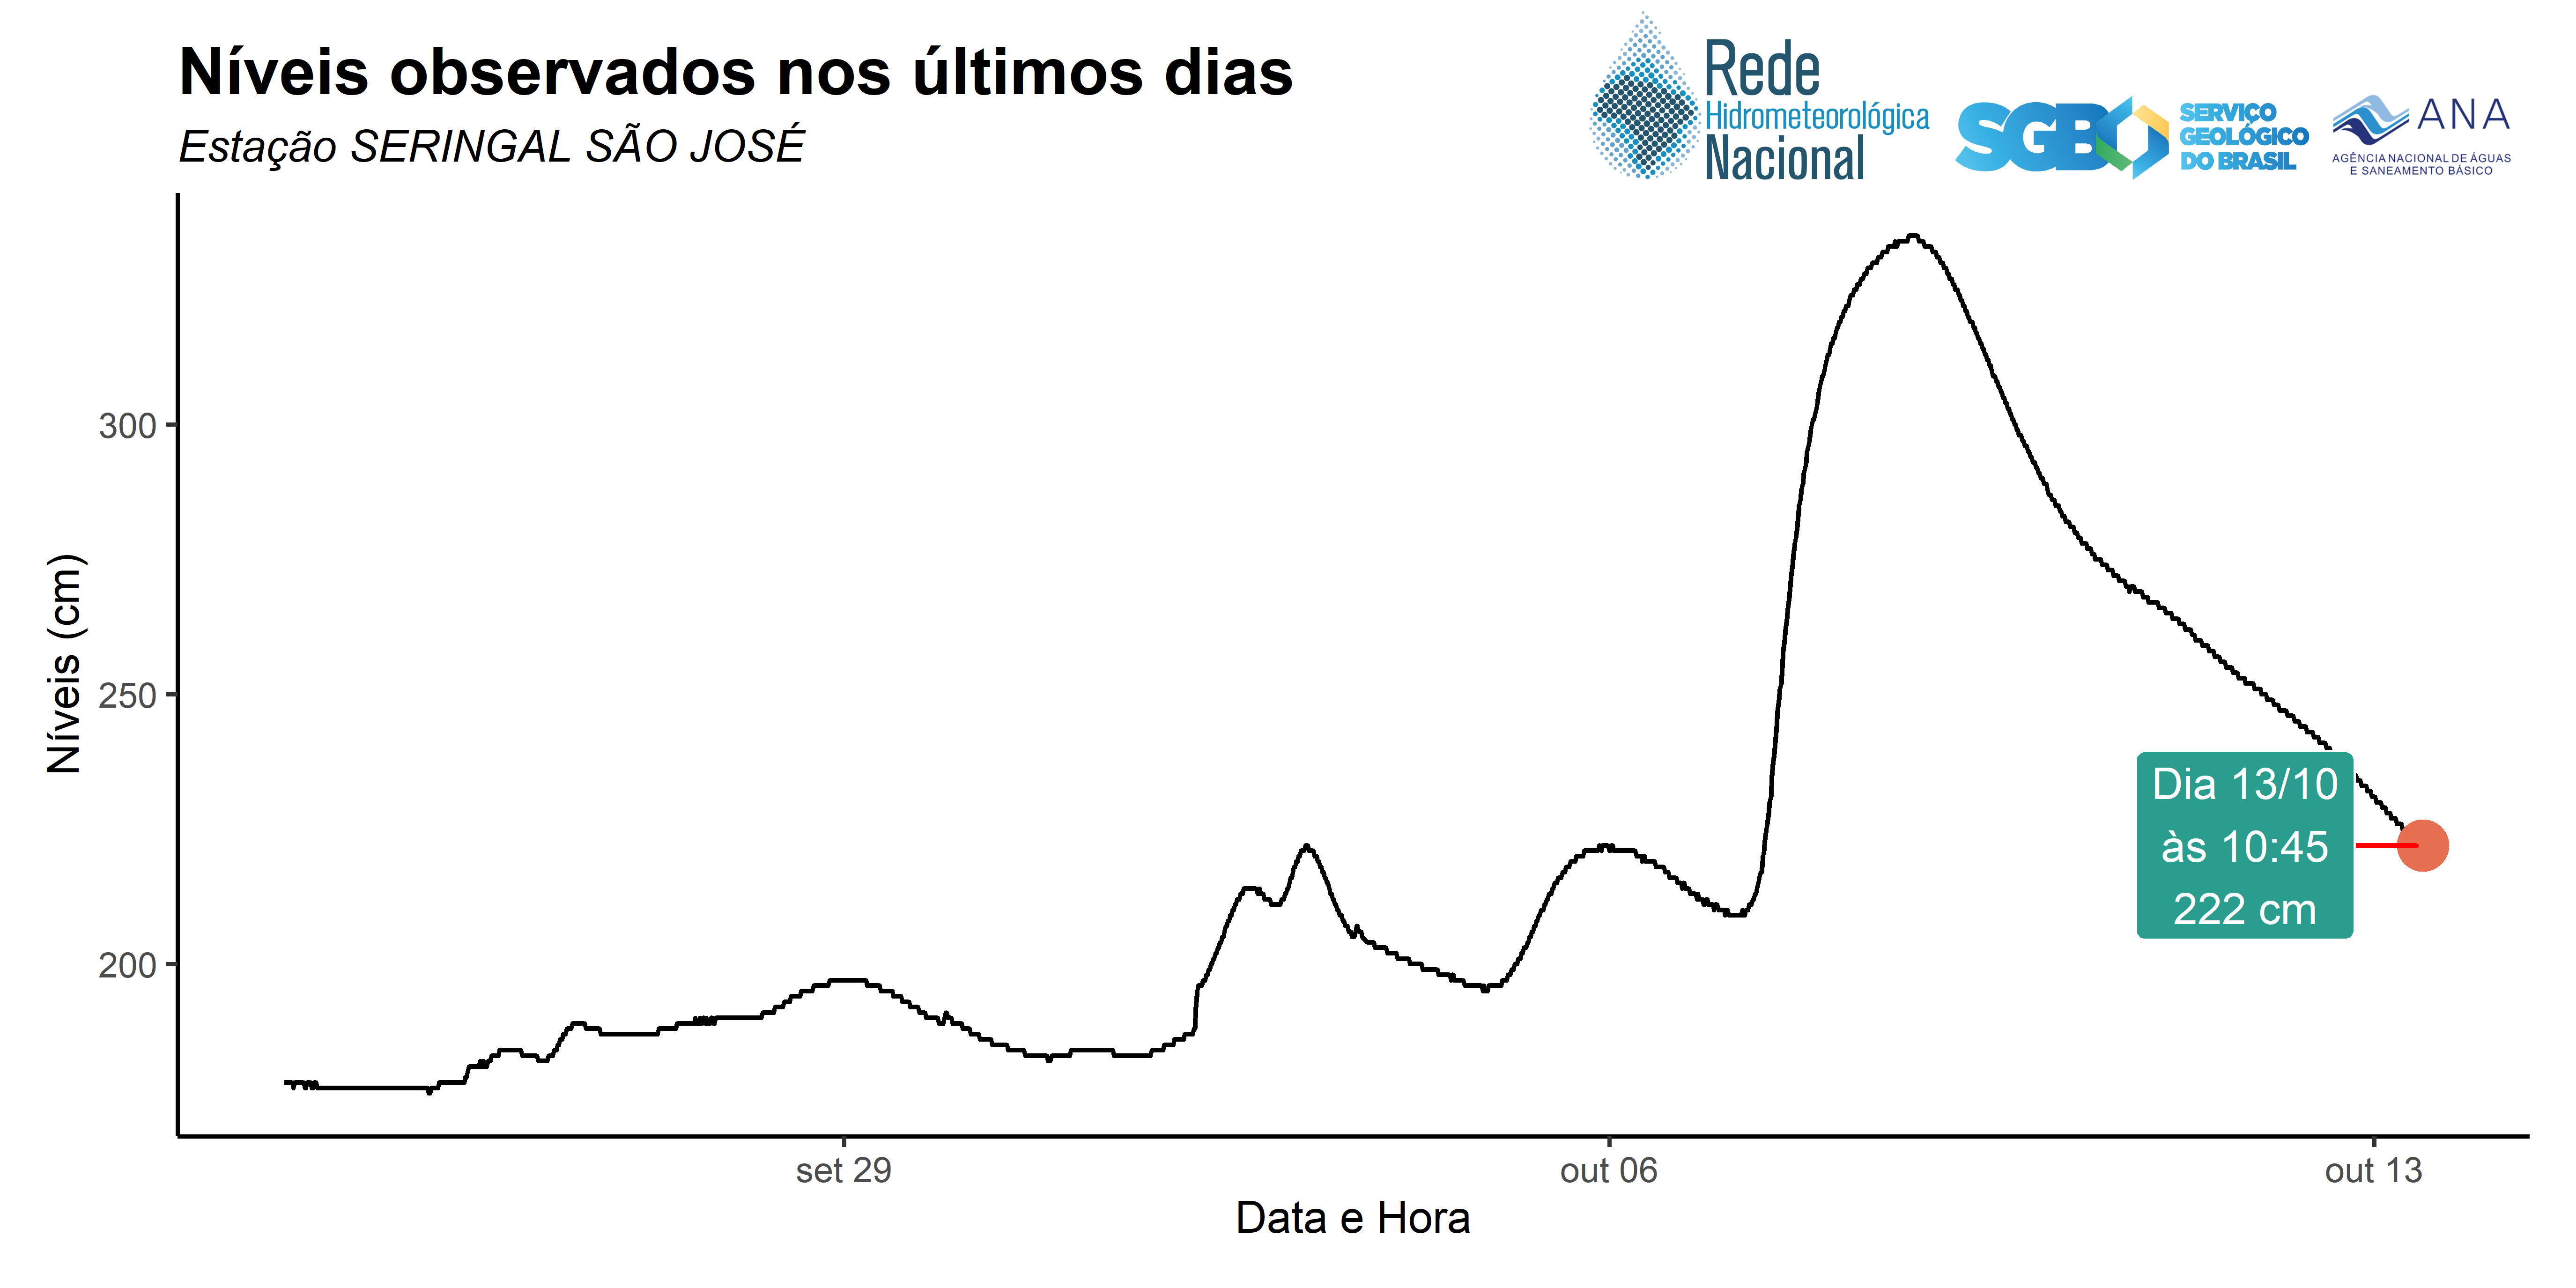 Níveis observados nos últimos dias
Estação SERINGAL SÃO JOSÉ
Rede
Hidrometeorológica
Nacional
SGB
SERVIÇO
GEOLÓGICO
DO BRASIL
ANA
AGÊNCIA NACIONAL DE ÁGUAS
E SANEAMENTO BÁSICO
Níveis (cm)
300
250
200
Dia 13/10
às 10:45
222 cm
set 29
out 06
out 13
Data e Hora